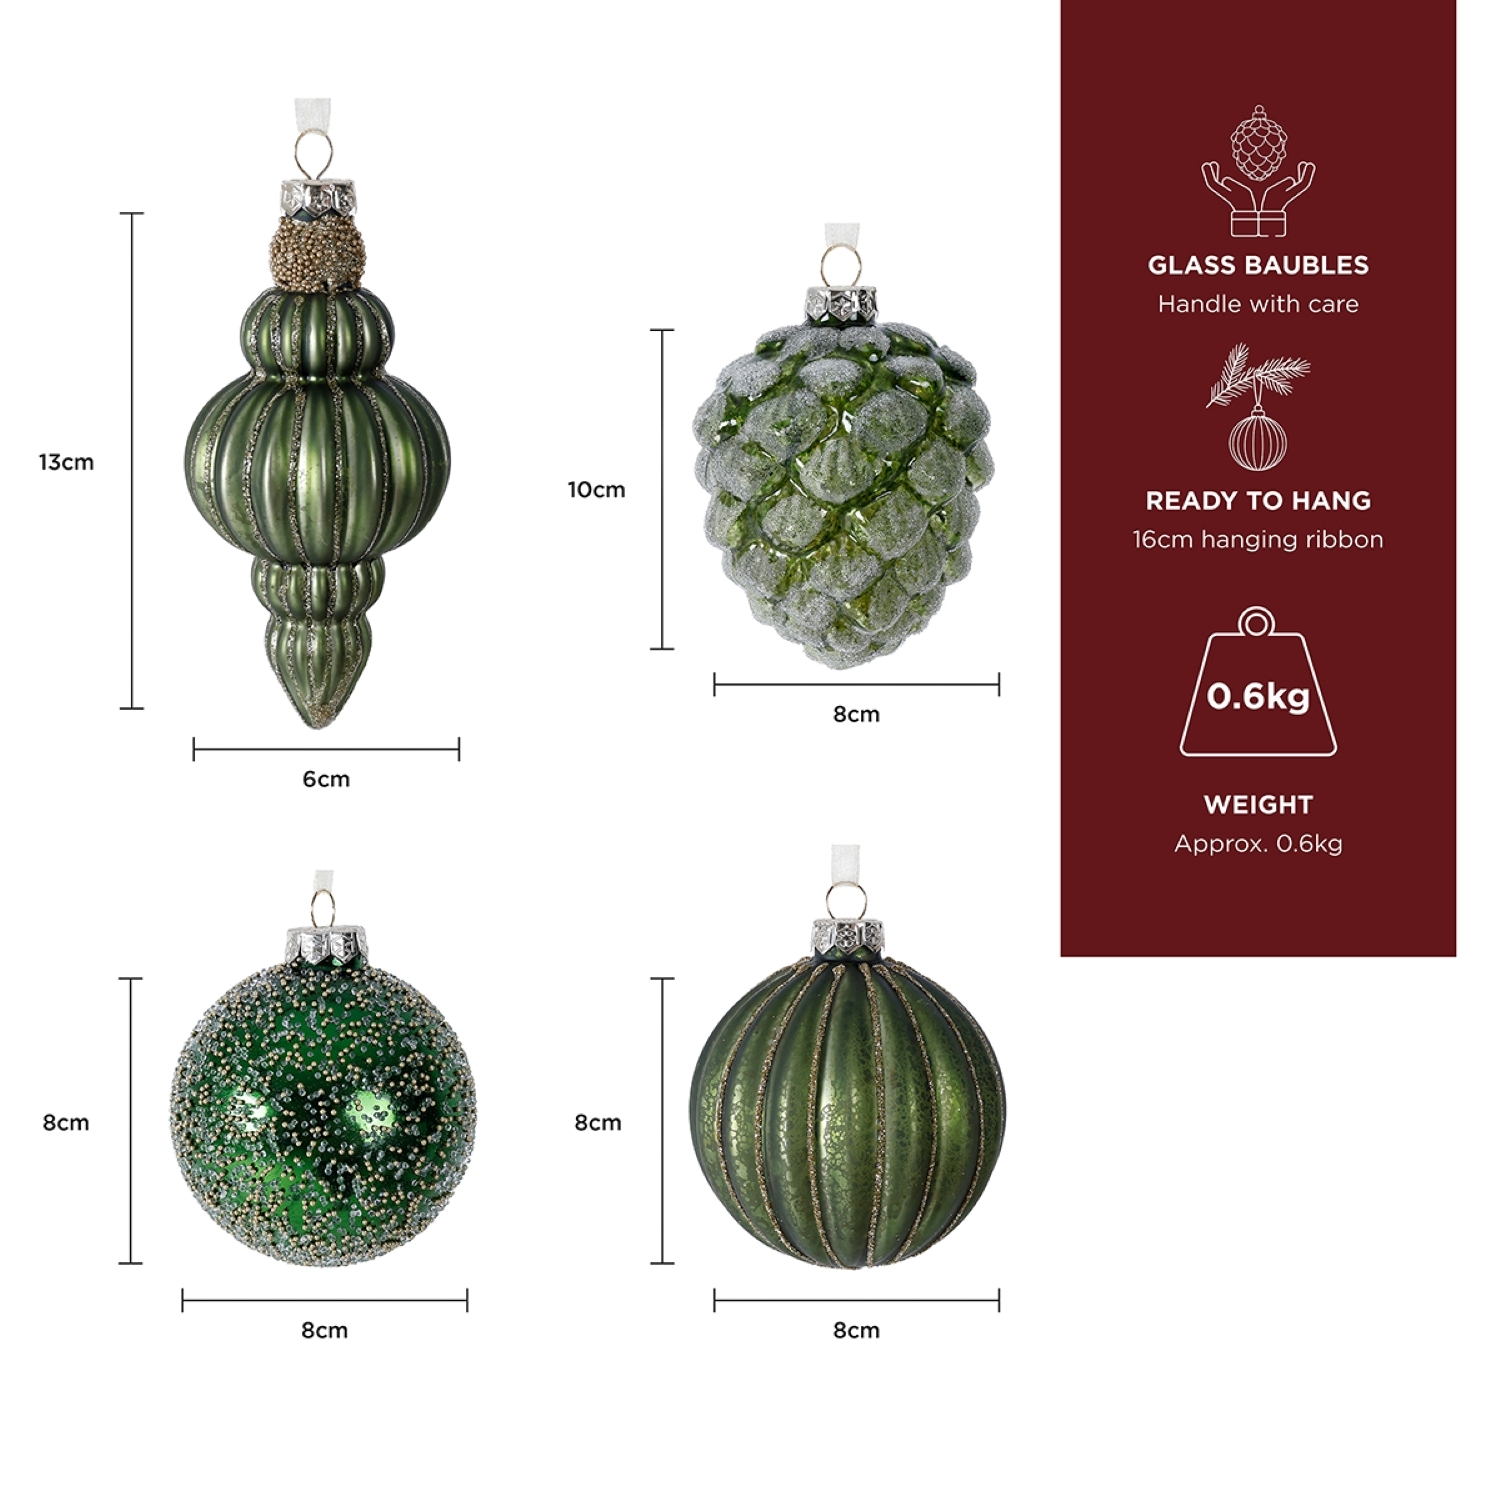 13cm
6cm
10cm
8cm
8cm
8cm
8cm
8cm
GLASS BAUBLES
Handle with care
READY TO HANG
16cm hanging ribbon
0.6kg
WEIGHT
Approx. 0.6kg